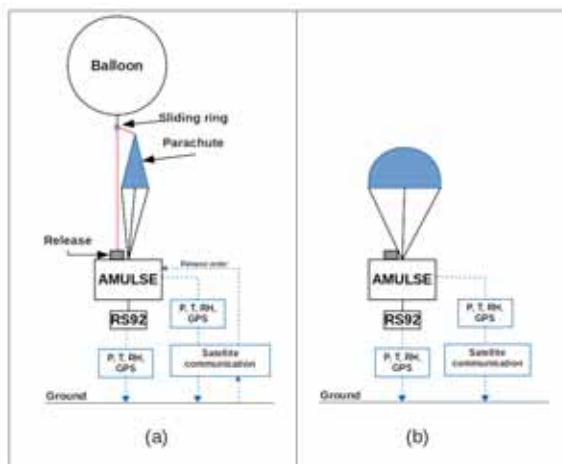 Balloon
Sliding ring
Parachute
Release
Release order
AMULSE
RS92
P, T, RH,
GPS
P, T, RH,
GPS
Satellite
communication
Ground
(a)
AMULSE
RS92
P, T, RH,
GPS
P, T, RH,
GPS
Satellite
communication
Ground
(b)